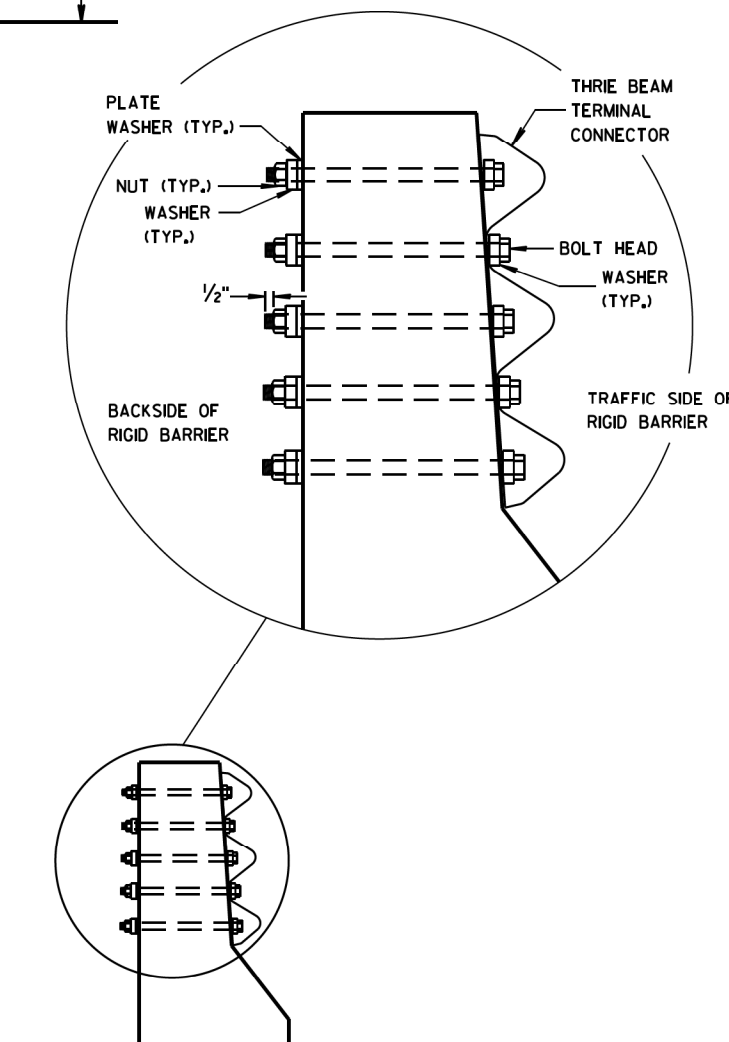 PLATE
WASHER (TYP.)
THRIE BEAM
TERMINAL
CONNECTOR
NUT (TYP.)
WASHER
(TYP.)
BOLT HEAD
WASHER
(TYP.)
1/2"
BACKSIDE OF
RIGID BARRIER
TRAFFIC SIDE OF
RIGID BARRIER